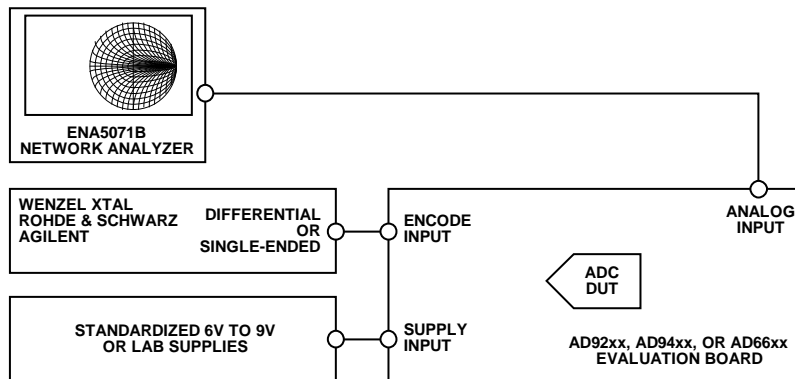 ENA5071B
NETWORK ANALYZER
WENZEL XTAL
ROHDE & SCHWARZ
AGILENT
DIFFERENTIAL
OR
SINGLE-ENDED
ENCODE
INPUT
ANALOG
INPUT
ADC
DUT
STANDARDIZED 6V TO 9V
OR LAB SUPPLIES
SUPPLY
INPUT
AD92xx, AD94xx, OR AD66xx
EVALUATION BOARD